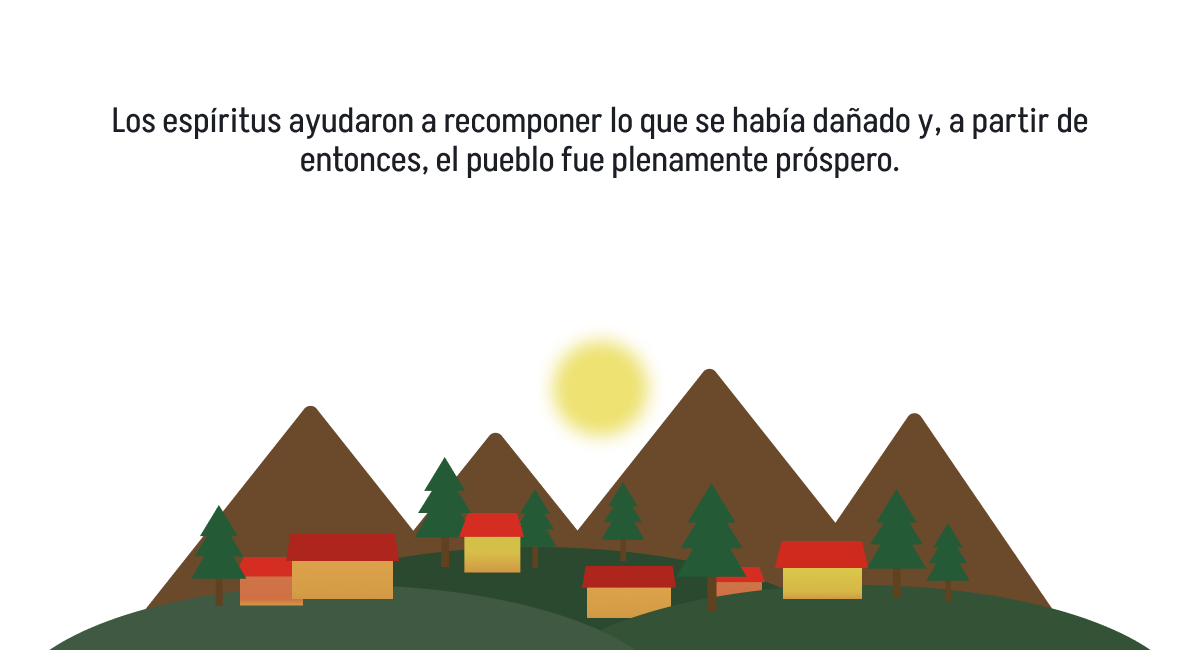 Los espíritus ayudaron a recomponer lo que se había dañado y, a partir de
entonces, el pueblo fue plenamente próspero.